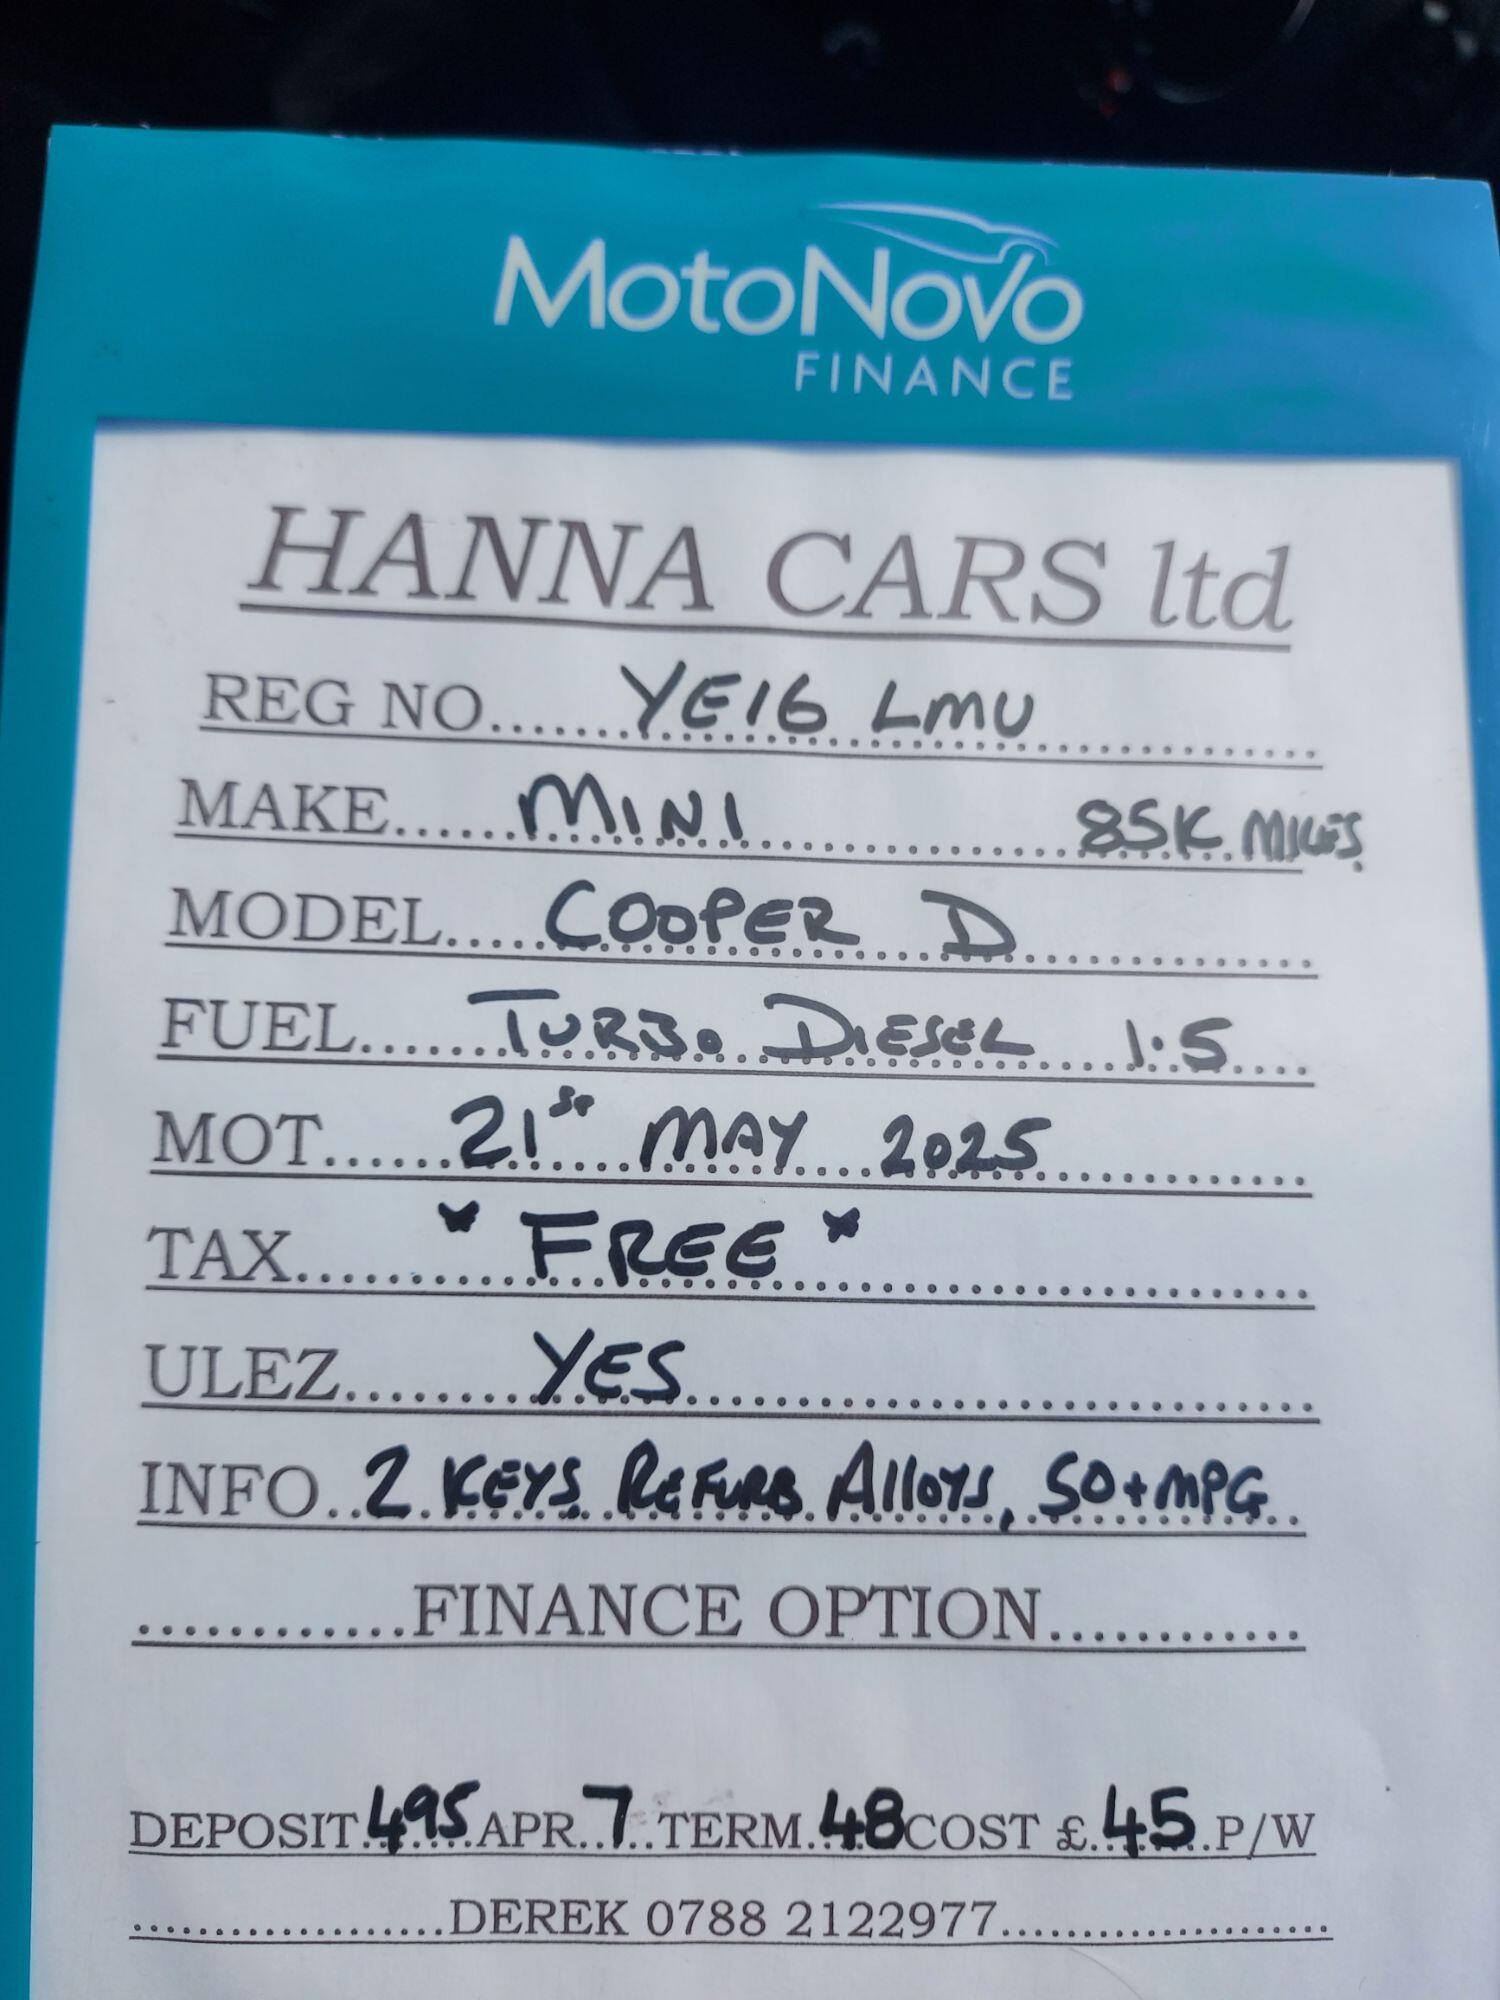 MOTONOVO
FINANCE
HANNA CARS ltd
REG NO......YE16 LMU..............
MAKE......MINI..............85K MILES
MODEL.....COOPER D..............
FUEL......TURBO DIESEL 1.5....
MOT......21ST MAY 2025..............
TAX......* FREE *..............
ULEZ........YES..............
INFO..2 KEYS REFURB ALLOYS, 50+MPG..
............FINANCE OPTION............
DEPOSIT.495.APR.7.TERM.48COST £.45.P/W
..................DEREK 0788 2122977..................